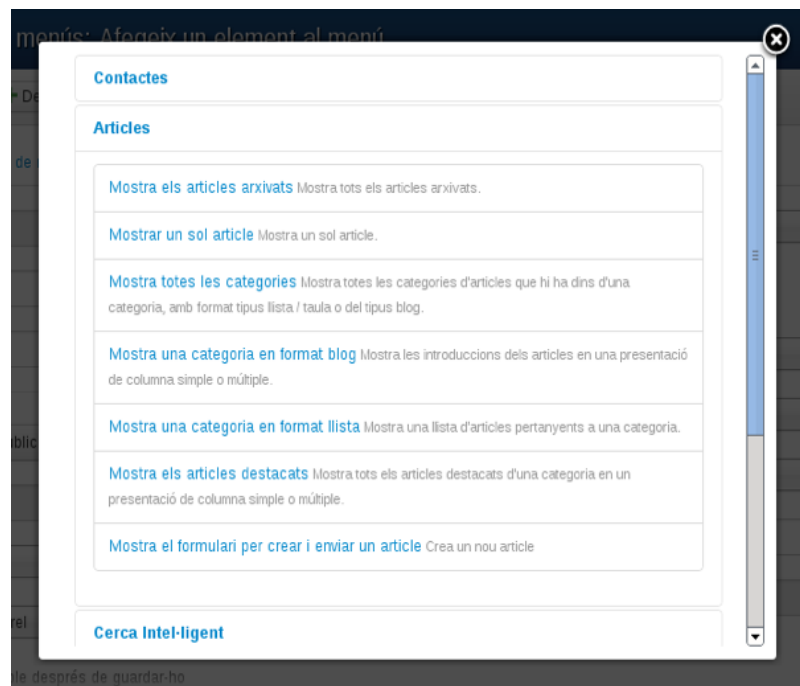 menús: Afegeix un element al menú
Contactes
De
Articles
de
Mostra els articles arxivats Mostra tots els articles arxivats.
Mostrar un sol article Mostra un sol article.
Mostra totes les categories Mostra totes les categories d'articles que hi ha dins d'una
categoria, amb format tipus llista / taula o del tipus blog.
Mostra una categoria en format blog Mostra les introduccions dels articles en una presentació
de columna simple o múltiple.
Mostra una categoria en format llista Mostra una llista d'articles pertanyents a una categoria.
Mostra els articles destacats Mostra tots els articles destacats d'una categoria en un
presentació de columna simple o múltiple.
Mostra el formulari per crear i enviar un article Crea un nou article
Cerca Intel·ligent
després de guardar-ho